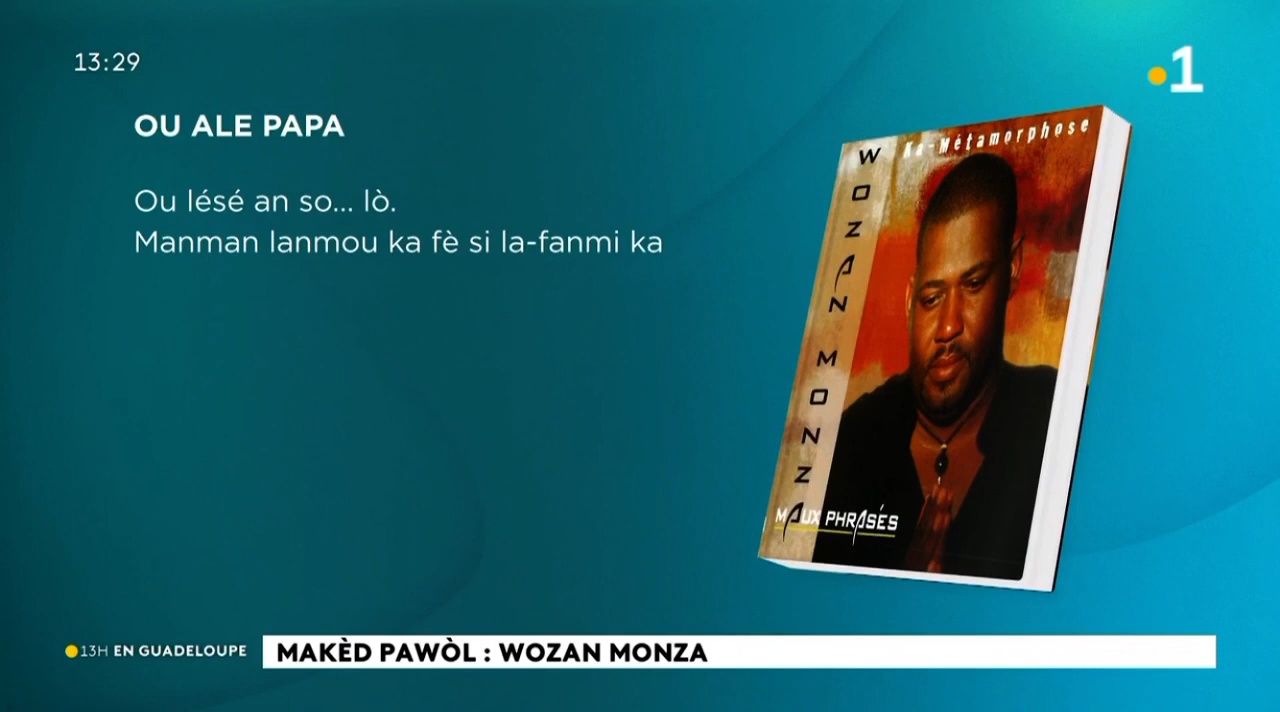 13:29
1
OU ALE PAPA
Ou lésé an so... lò.
Manman lanmou ka fè si la-fanmi ka
Ka-Métamorphose
WOZAN MONZA
MAUX PHRASÉS
13H EN GUADELOUPE
MAKÈD PAWÒL : WOZAN MONZA